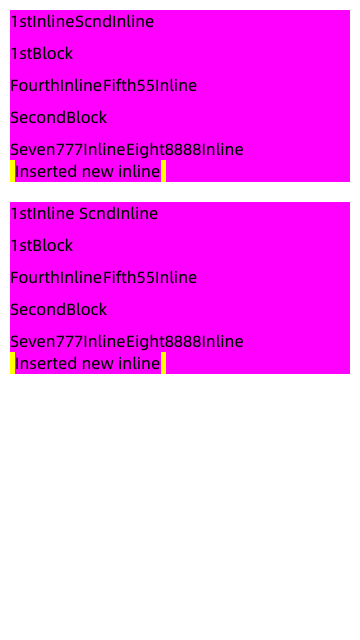 1stInlineScndInline
1stBlock
FourthInlineFifth55Inline
SecondBlock
Seven777InlineEight8888Inline
Inserted new inline
1stInline ScndInline
1stBlock
FourthInlineFifth55Inline
SecondBlock
Seven777InlineEight8888Inline
Inserted new inline